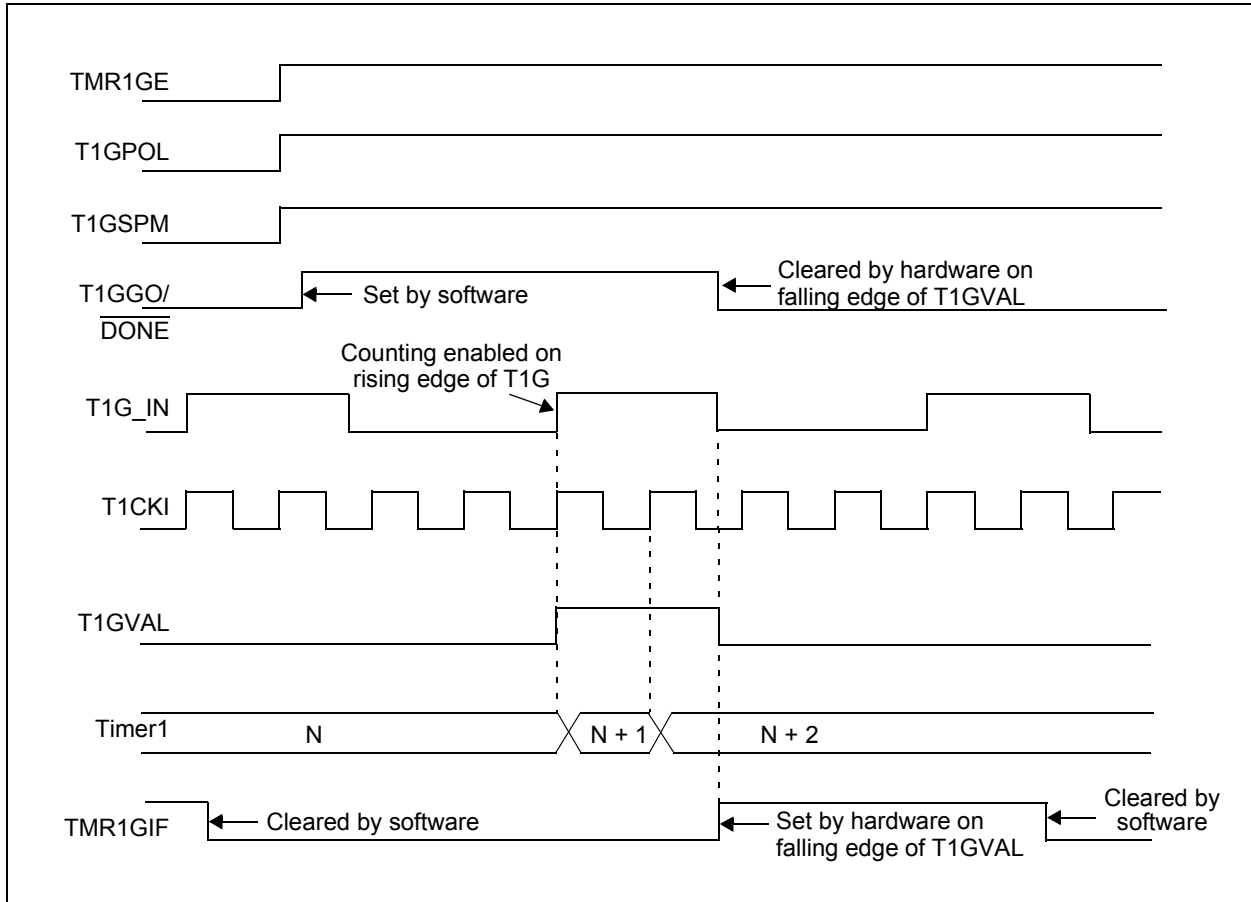 TMR1GE
T1GPOL
T1GSPM
T1GGO/
DONE
Set by software
Cleared by hardware on
falling edge of T1GVAL
Counting enabled on
rising edge of T1G
T1G_IN
T1CKI
T1GVAL
Timer1
N
N + 1
N + 2
TMR1GIF
Cleared by software
Set by hardware on
falling edge of T1GVAL
Cleared by
software